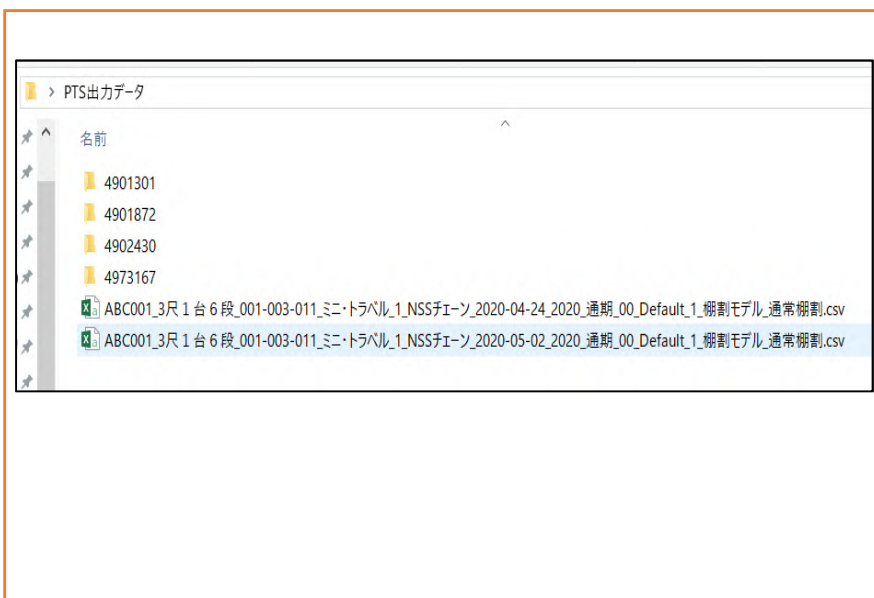 > PTS出力データ
名前
4901301
4901872
4902430
4973167
ABC001_3尺１台６段_001-003-011_ミニ・トラベル_1_NSSチェーン_2020-04-24_2020_通期_00_Default_1_棚割モデル_通常棚割.csv
ABC001_3尺１台６段_001-003-011_ミニ・トラベル_1_NSSチェーン_2020-05-02_2020_通期_00_Default_1_棚割モデル_通常棚割.csv